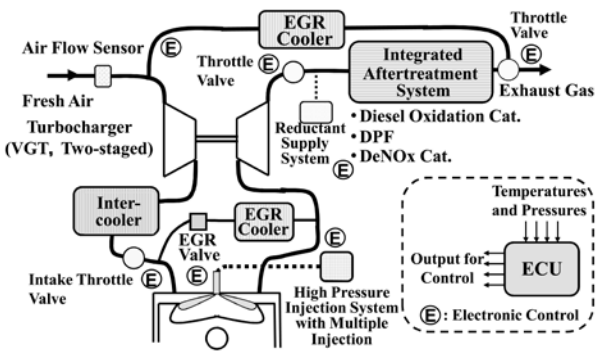 EGR
Cooler
Throttle
Valve
Air Flow Sensor
E
Throttle
Valve
E
Integrated
Aftertreatment
System
E
Fresh Air
Exhaust Gas
Turbocharger
(VGT, Two-staged)
Reductant
Supply
System
E
• Diesel Oxidation Cat.
• DPF
• DeNOx Cat.
Inter-
cooler
EGR
Cooler
EGR
Valve
E
E
E
Intake Throttle
Valve
High Pressure
Injection System
with Multiple
Injection
Temperatures
and Pressures
Output for
Control
ECU
E : Electronic Control